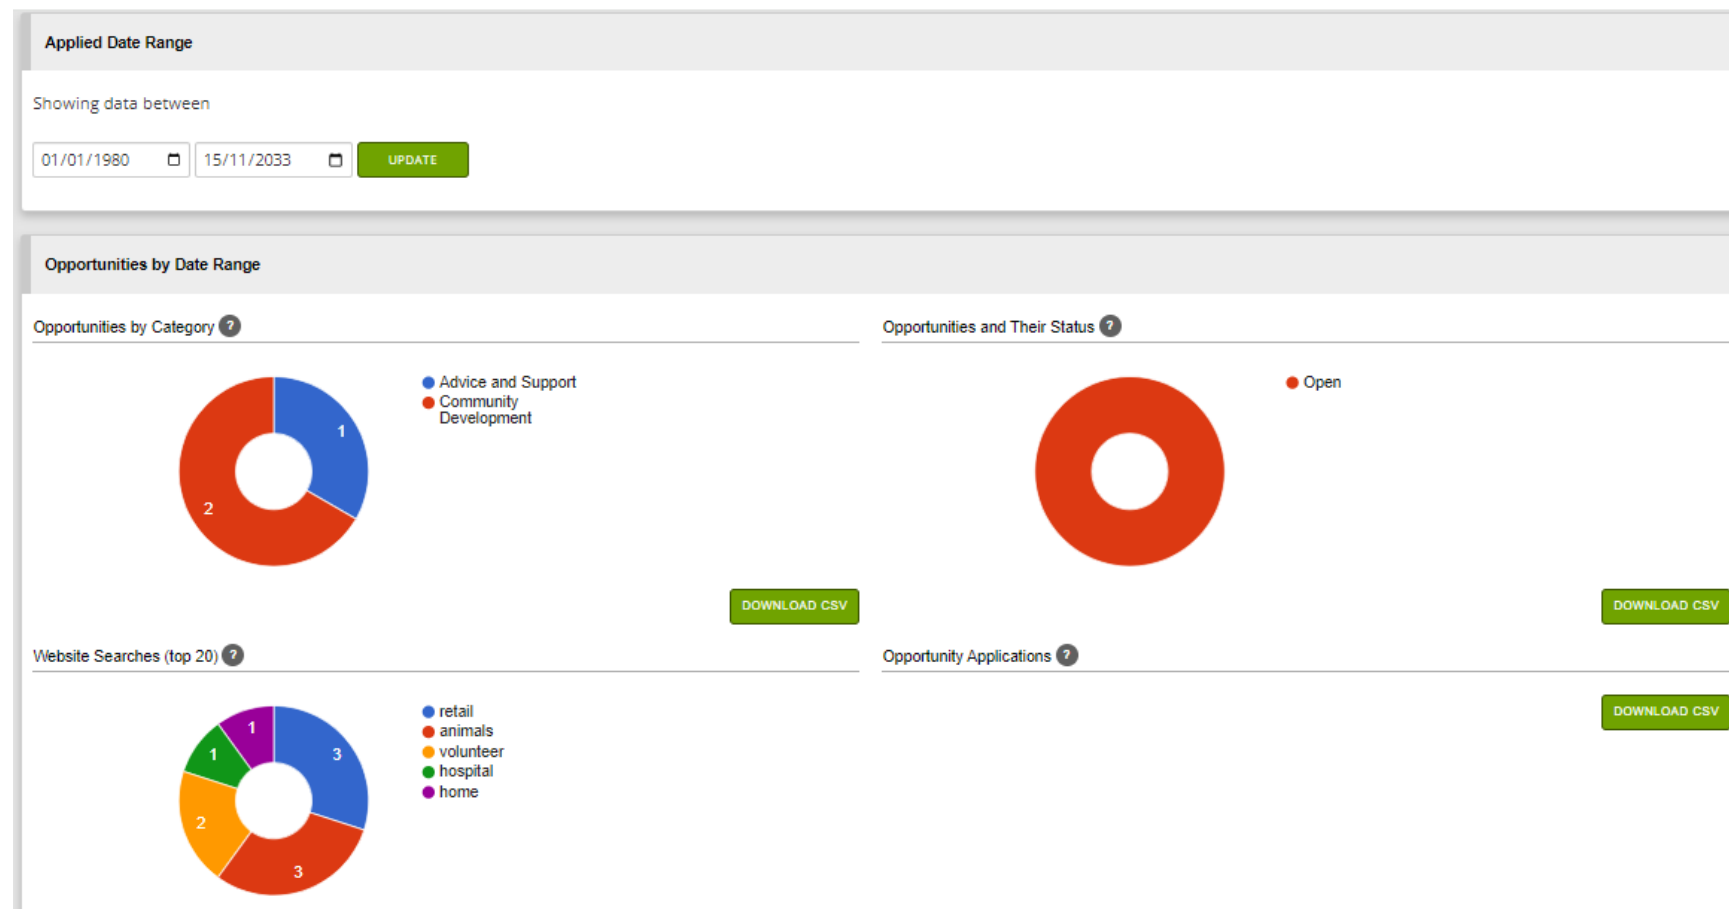 Applied Date Range
Showing data between
01/01/1980 15/11/2033 UPDATE
Opportunities by Date Range
Opportunities by Category ?
Advice and Support
Community
Development
1
2
DOWNLOAD CSV
Opportunities and Their Status ?
Open
DOWNLOAD CSV
Website Searches (top 20) ?
retail
animals
volunteer
hospital
home
1
3
1
2
3
Opportunity Applications ?
DOWNLOAD CSV